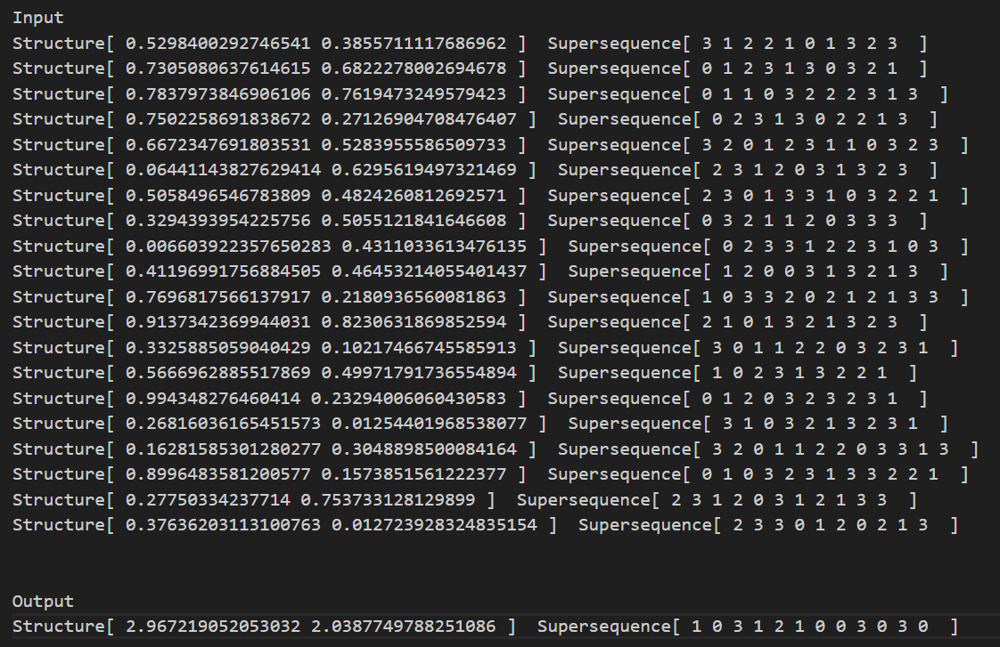 Input
Structure[ 0.5298400292746541 0.3855711117686962 ]  Supersequence[ 3 1 2 2 1 0 1 3 2 3  ]
Structure[ 0.7305080637614615 0.6822278002694678 ]  Supersequence[ 0 1 2 3 1 3 0 3 2 1  ]
Structure[ 0.7837973846906106 0.7619473249579423 ]  Supersequence[ 0 1 1 0 3 2 2 2 3 1 3  ]
Structure[ 0.7502258691838672 0.27126904708476407 ]  Supersequence[ 0 2 3 1 3 0 2 2 1 3  ]
Structure[ 0.6672347691803531 0.5283955586509733 ]  Supersequence[ 3 2 0 1 2 3 1 1 0 3 2 3  ]
Structure[ 0.06441143827629414 0.6295619497321469 ]  Supersequence[ 2 3 1 2 0 3 1 3 2 3  ]
Structure[ 0.5058496546783809 0.4824260812692571 ]  Supersequence[ 2 3 0 1 3 3 1 0 3 2 2 1  ]
Structure[ 0.3294393954225756 0.5055121841646608 ]  Supersequence[ 0 3 2 1 1 2 0 3 3 3  ]
Structure[ 0.006603922357650283 0.4311033613476135 ]  Supersequence[ 0 2 3 3 1 2 2 3 1 0 3  ]
Structure[ 0.41196991756884505 0.46453214055401437 ]  Supersequence[ 1 2 0 0 3 1 3 2 1 3  ]
Structure[ 0.7696817566137917 0.2180936560081863 ]  Supersequence[ 1 0 3 3 2 0 2 1 2 1 3 3  ]
Structure[ 0.9137342369944031 0.8230631869852594 ]  Supersequence[ 2 1 0 1 3 2 1 3 2 3  ]
Structure[ 0.3325885059040429 0.10217466745585913 ]  Supersequence[ 3 0 1 1 2 2 0 3 2 3 1  ]
Structure[ 0.5666962885517869 0.49971791736554894 ]  Supersequence[ 1 0 2 3 1 3 2 2 1  ]
Structure[ 0.994348276460414 0.23294006060430583 ]  Supersequence[ 0 1 2 0 3 2 3 2 3 1  ]
Structure[ 0.26816036165451573 0.01254401968538077 ]  Supersequence[ 3 1 0 3 2 1 3 2 3 1  ]
Structure[ 0.16281585301280277 0.3048898500084164 ]  Supersequence[ 3 2 0 1 1 2 2 0 3 3 1 3  ]
Structure[ 0.8996483581200577 0.1573851561222377 ]  Supersequence[ 0 1 0 3 2 3 1 3 3 2 2 1  ]
Structure[ 0.27750334237714 0.753733128129899 ]  Supersequence[ 2 3 1 2 0 3 1 2 1 3 3  ]
Structure[ 0.37636203113100763 0.012723928324835154 ]  Supersequence[ 2 3 3 0 1 2 0 2 1 3  ]
Output
Structure[ 2.967219052053032 2.0387749788251086 ]  Supersequence[ 1 0 3 1 2 1 0 0 3 0 3 0  ]